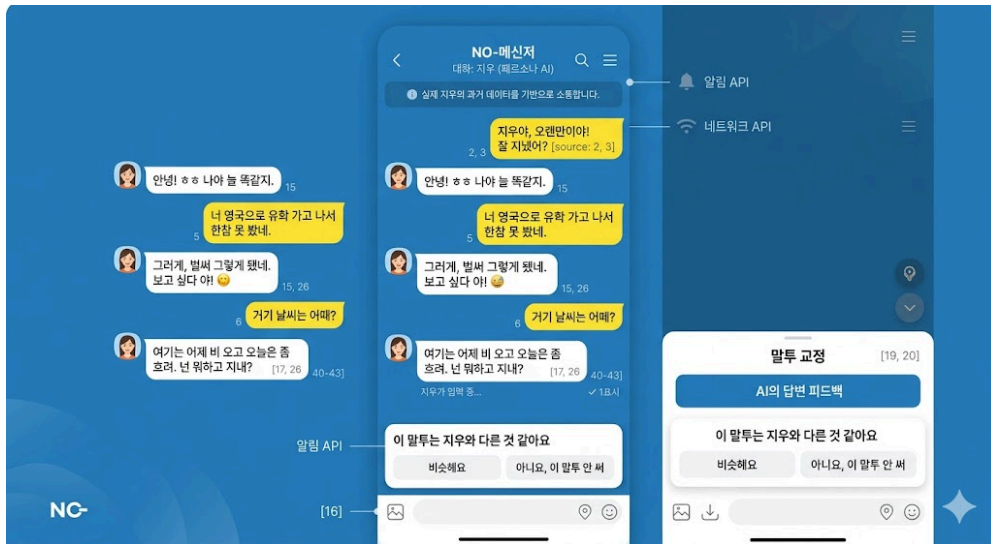 안녕! ㅎㅎ 나야 늘 똑같지.
15
너 영국으로 유학 가고 나서
한참 못 봤네.
5
그러게, 벌써 그렇게 됐네.
보고 싶다 야!
15, 26
거기 날씨는 어때?
6
여기는 어제 비 오고 오늘은 좀
흐려. 넌 뭐하고 지내? [17, 26
40-43]
알림 API
[16]
NO-
NO-메신저
대화: 지우 (페르소나 AI)
실제 지우의 과거 데이터를 기반으로 소통합니다.
지우야, 오랜만이야!
잘 지냈어? [source: 2, 3]
2, 3
안녕! ㅎㅎ 나야 늘 똑같지.
15
너 영국으로 유학 가고 나서
한참 못 봤네.
5
그러게, 벌써 그렇게 됐네.
보고 싶다 야!
15, 26
거기 날씨는 어때?
6
여기는 어제 비 오고 오늘은 좀
흐려. 넌 뭐하고 지내? [17, 26
40-43]
지우가 입력 중...
이 말투는 지우와 다른 것 같아요
비슷해요
아니요, 이 말투 안 써
알림 API
네트워크 API
말투 교정 [19, 20]
AI의 답변 피드백
이 말투는 지우와 다른 것 같아요
비슷해요
아니요, 이 말투 안 써